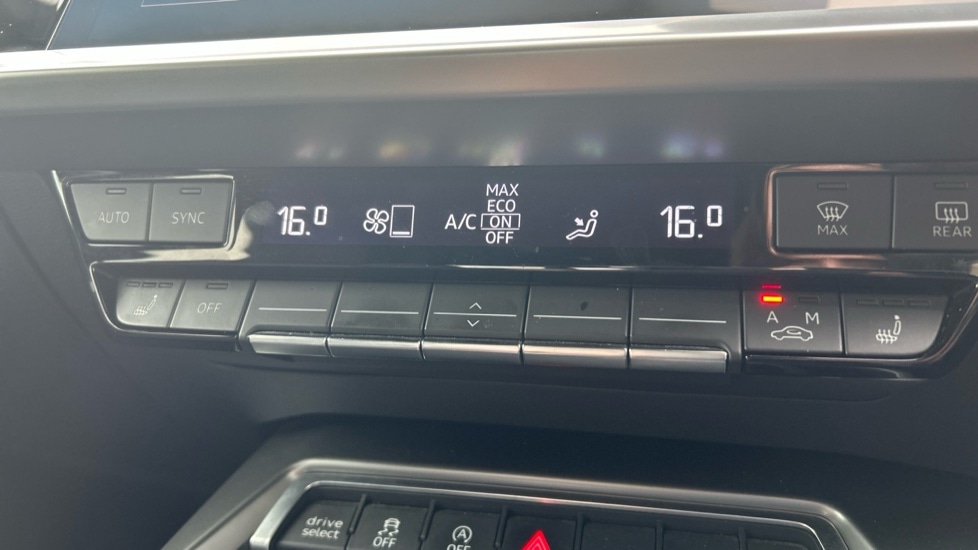 AUTO
SYNC
16.0
MAX
ECO
A/C ON
OFF
16.0
MAX
REAR
OFF
A M
drive
select
OFF
A
OFF